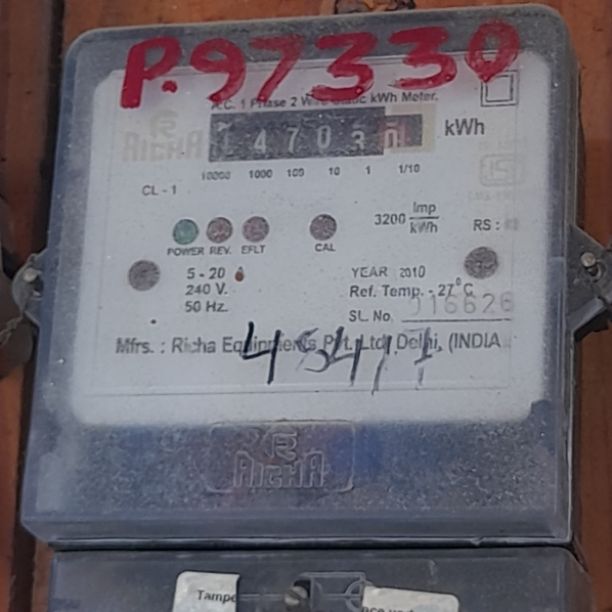 P.97330
A.C. 1 Phase 2 Wire Static kWh Meter.
RICHA
kWh
10000 1000 100 10 1 1/10
CL - 1
3200 Imp/kWh
RS :
POWER REV. EFLT CAL
5 - 20
240 V.
50 Hz.
YEAR 2010
Ref. Temp. - 27°C
SL. No. 016626
Mfrs. : Richa Equipments Pvt. Ltd. Delhi, (INDIA
RICHA